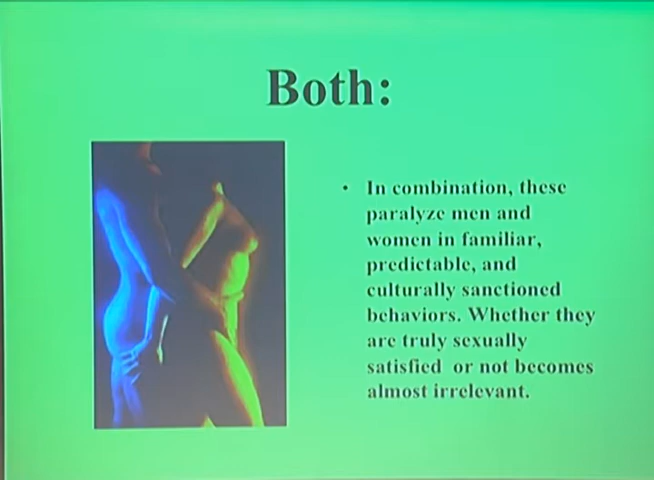 Both:
• In combination, these
paralyze men and
women in familiar,
predictable, and
culturally sanctioned
behaviors. Whether they
are truly sexually
satisfied or not becomes
almost irrelevant.